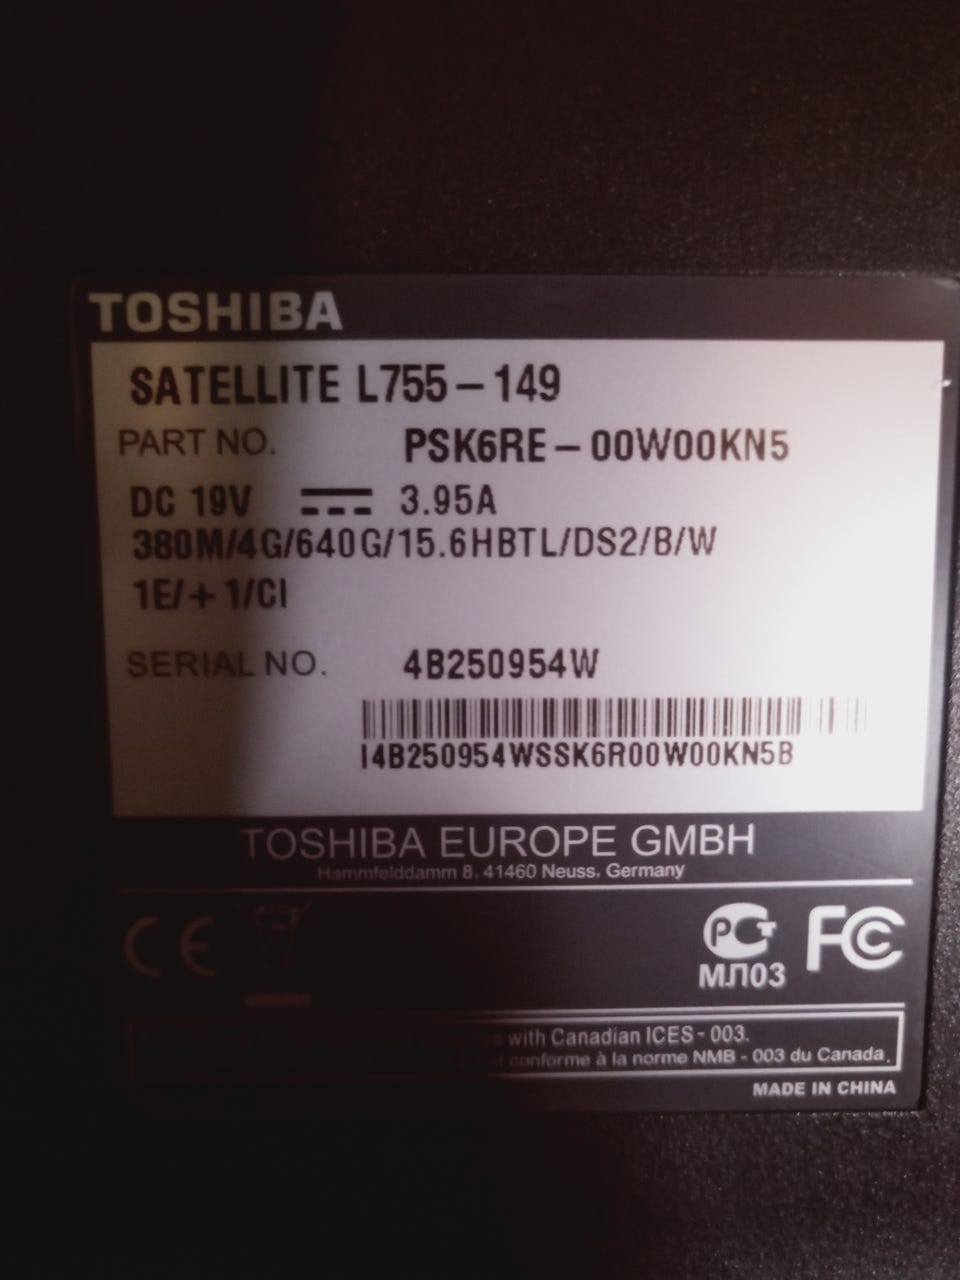 TOSHIBA
SATELLITE L755-149
PART NO. PSK6RE-00W00KN5
DC 19V 3.95A
380M/4G/640G/15.6HBTL/DS2/B/W
1E/+1/CI
SERIAL NO. 4B250954W
I4B250954WSSK6R00W00KN5B
TOSHIBA EUROPE GMBH
Hammfelddamm 8, 41460 Neuss, Germany
CE PCT FC
МЛ03
with Canadian ICES-003.
conforme à la norme NMB-003 du Canada.
MADE IN CHINA